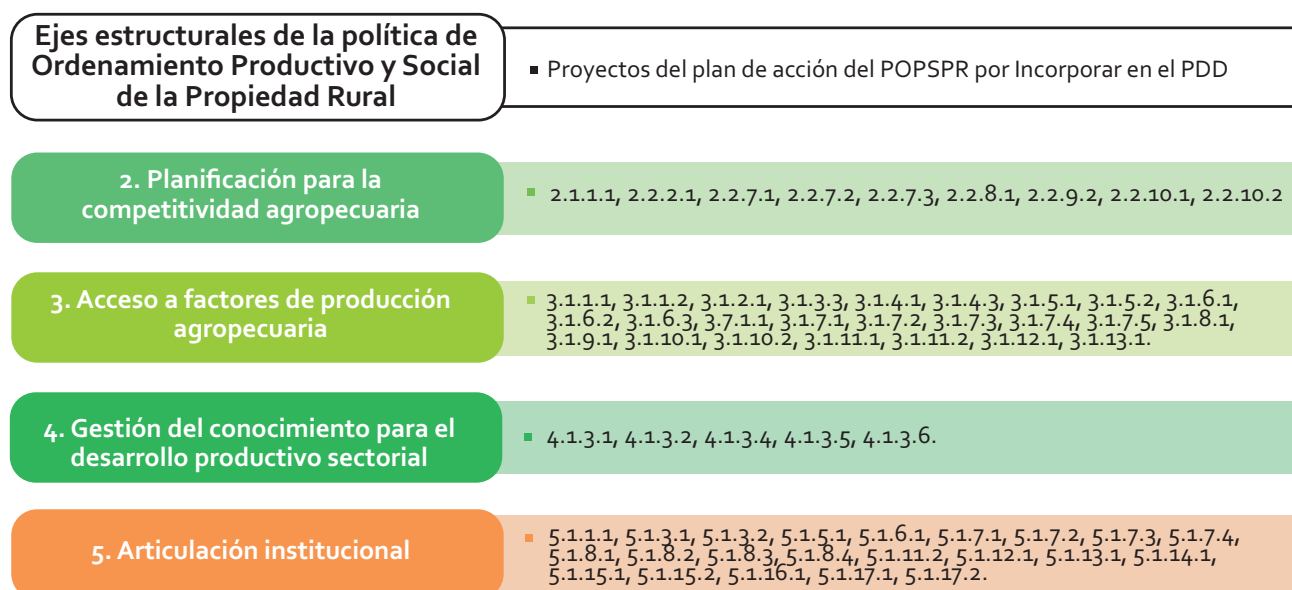 Ejes estructurales de la política de
Ordenamiento Productivo y Social
de la Propiedad Rural
▪ Proyectos del plan de acción del POPSPR por Incorporar en el PDD
2. Planificación para la
competitividad agropecuaria
▪ 2.1.1.1, 2.2.2.1, 2.2.7.1, 2.2.7.2, 2.2.7.3, 2.2.8.1, 2.2.9.2, 2.2.10.1, 2.2.10.2
3. Acceso a factores de producción
agropecuaria
▪ 3.1.1.1, 3.1.1.2, 3.1.2.1, 3.1.3.3, 3.1.4.1, 3.1.4.3, 3.1.5.1, 3.1.5.2, 3.1.6.1,
3.1.6.2, 3.1.6.3, 3.7.1.1, 3.1.7.1, 3.1.7.2, 3.1.7.3, 3.1.7.4, 3.1.7.5, 3.1.8.1,
3.1.9.1, 3.1.10.1, 3.1.10.2, 3.1.11.1, 3.1.11.2, 3.1.12.1, 3.1.13.1.
4. Gestión del conocimiento para el
desarrollo productivo sectorial
▪ 4.1.3.1, 4.1.3.2, 4.1.3.4, 4.1.3.5, 4.1.3.6.
5. Articulación institucional
▪ 5.1.1.1, 5.1.3.1, 5.1.3.2, 5.1.5.1, 5.1.6.1, 5.1.7.1, 5.1.7.2, 5.1.7.3, 5.1.7.4,
5.1.8.1, 5.1.8.2, 5.1.8.3, 5.1.8.4, 5.1.11.2, 5.1.12.1, 5.1.13.1, 5.1.14.1,
5.1.15.1, 5.1.15.2, 5.1.16.1, 5.1.17.1, 5.1.17.2.